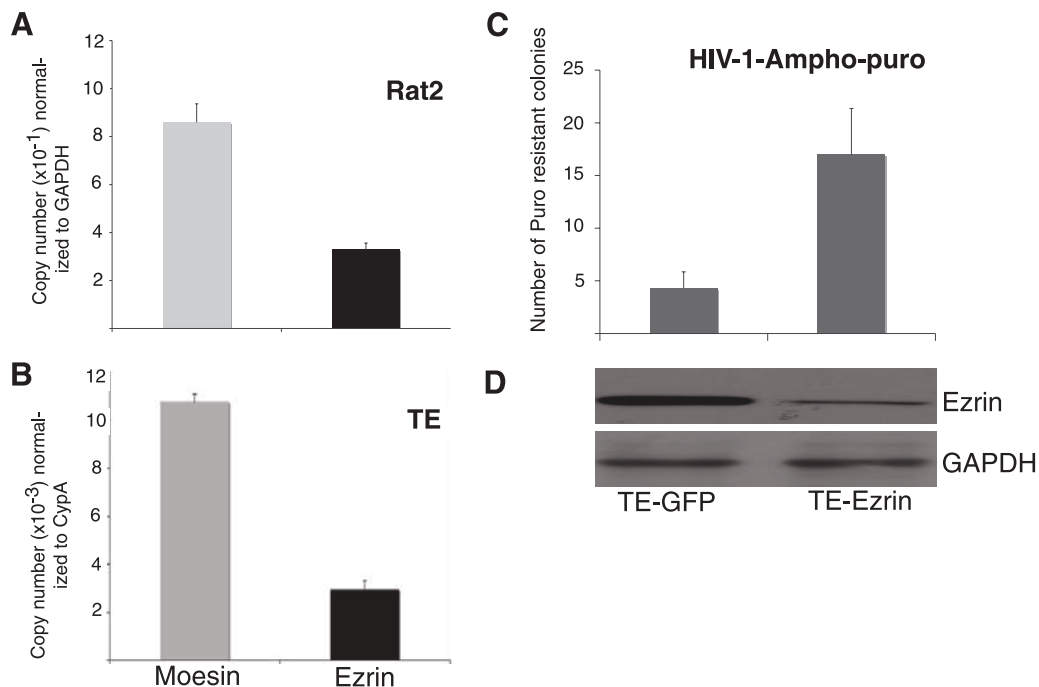 A
12
10
8
6
4
2
Copy number (x10-1) normal-
ized to GAPDH
Rat2
B
12
10
8
6
4
2
Copy number (x10-3) normal-
ized to CypA
TE
Moesin
Ezrin
C
HIV-1-Ampho-puro
25
20
15
10
5
0
Number of Puro resistant colonies
D
Ezrin
GAPDH
TE-GFP
TE-Ezrin